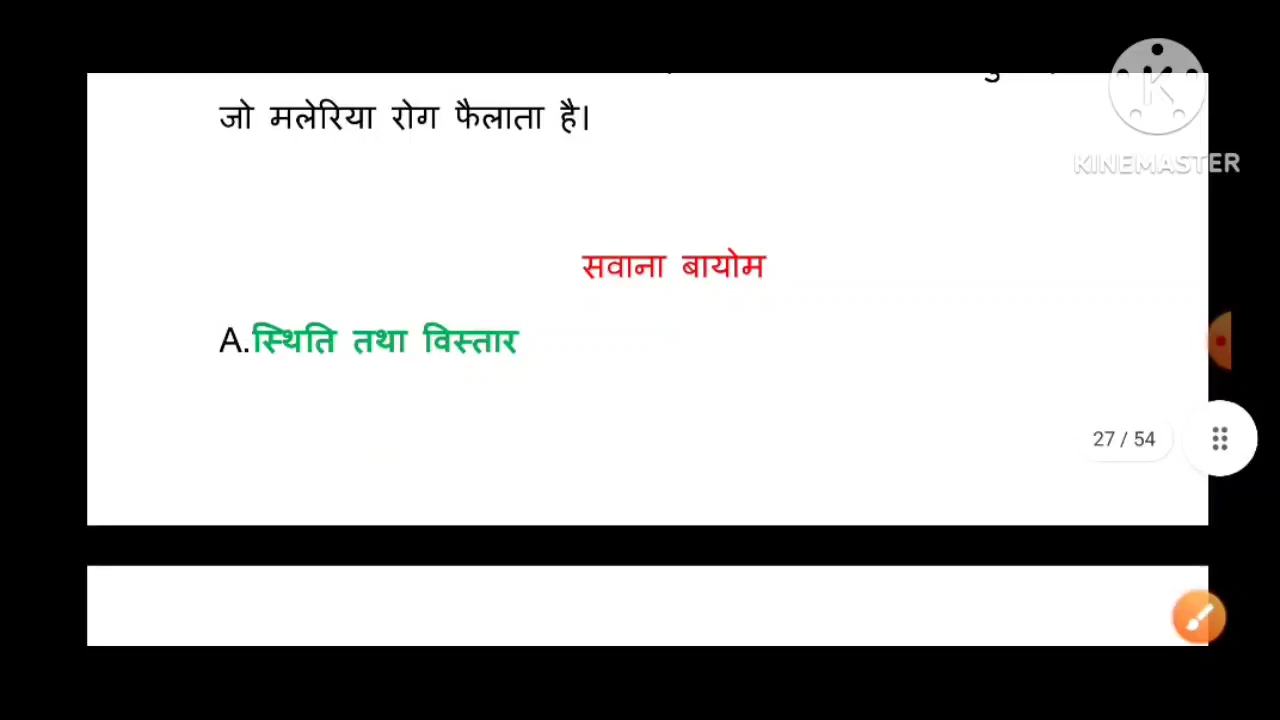 जो मलेरिया रोग फैलाता है।
KINEMASTER
सवाना बायोम
A.स्थिति तथा विस्तार
27 / 54